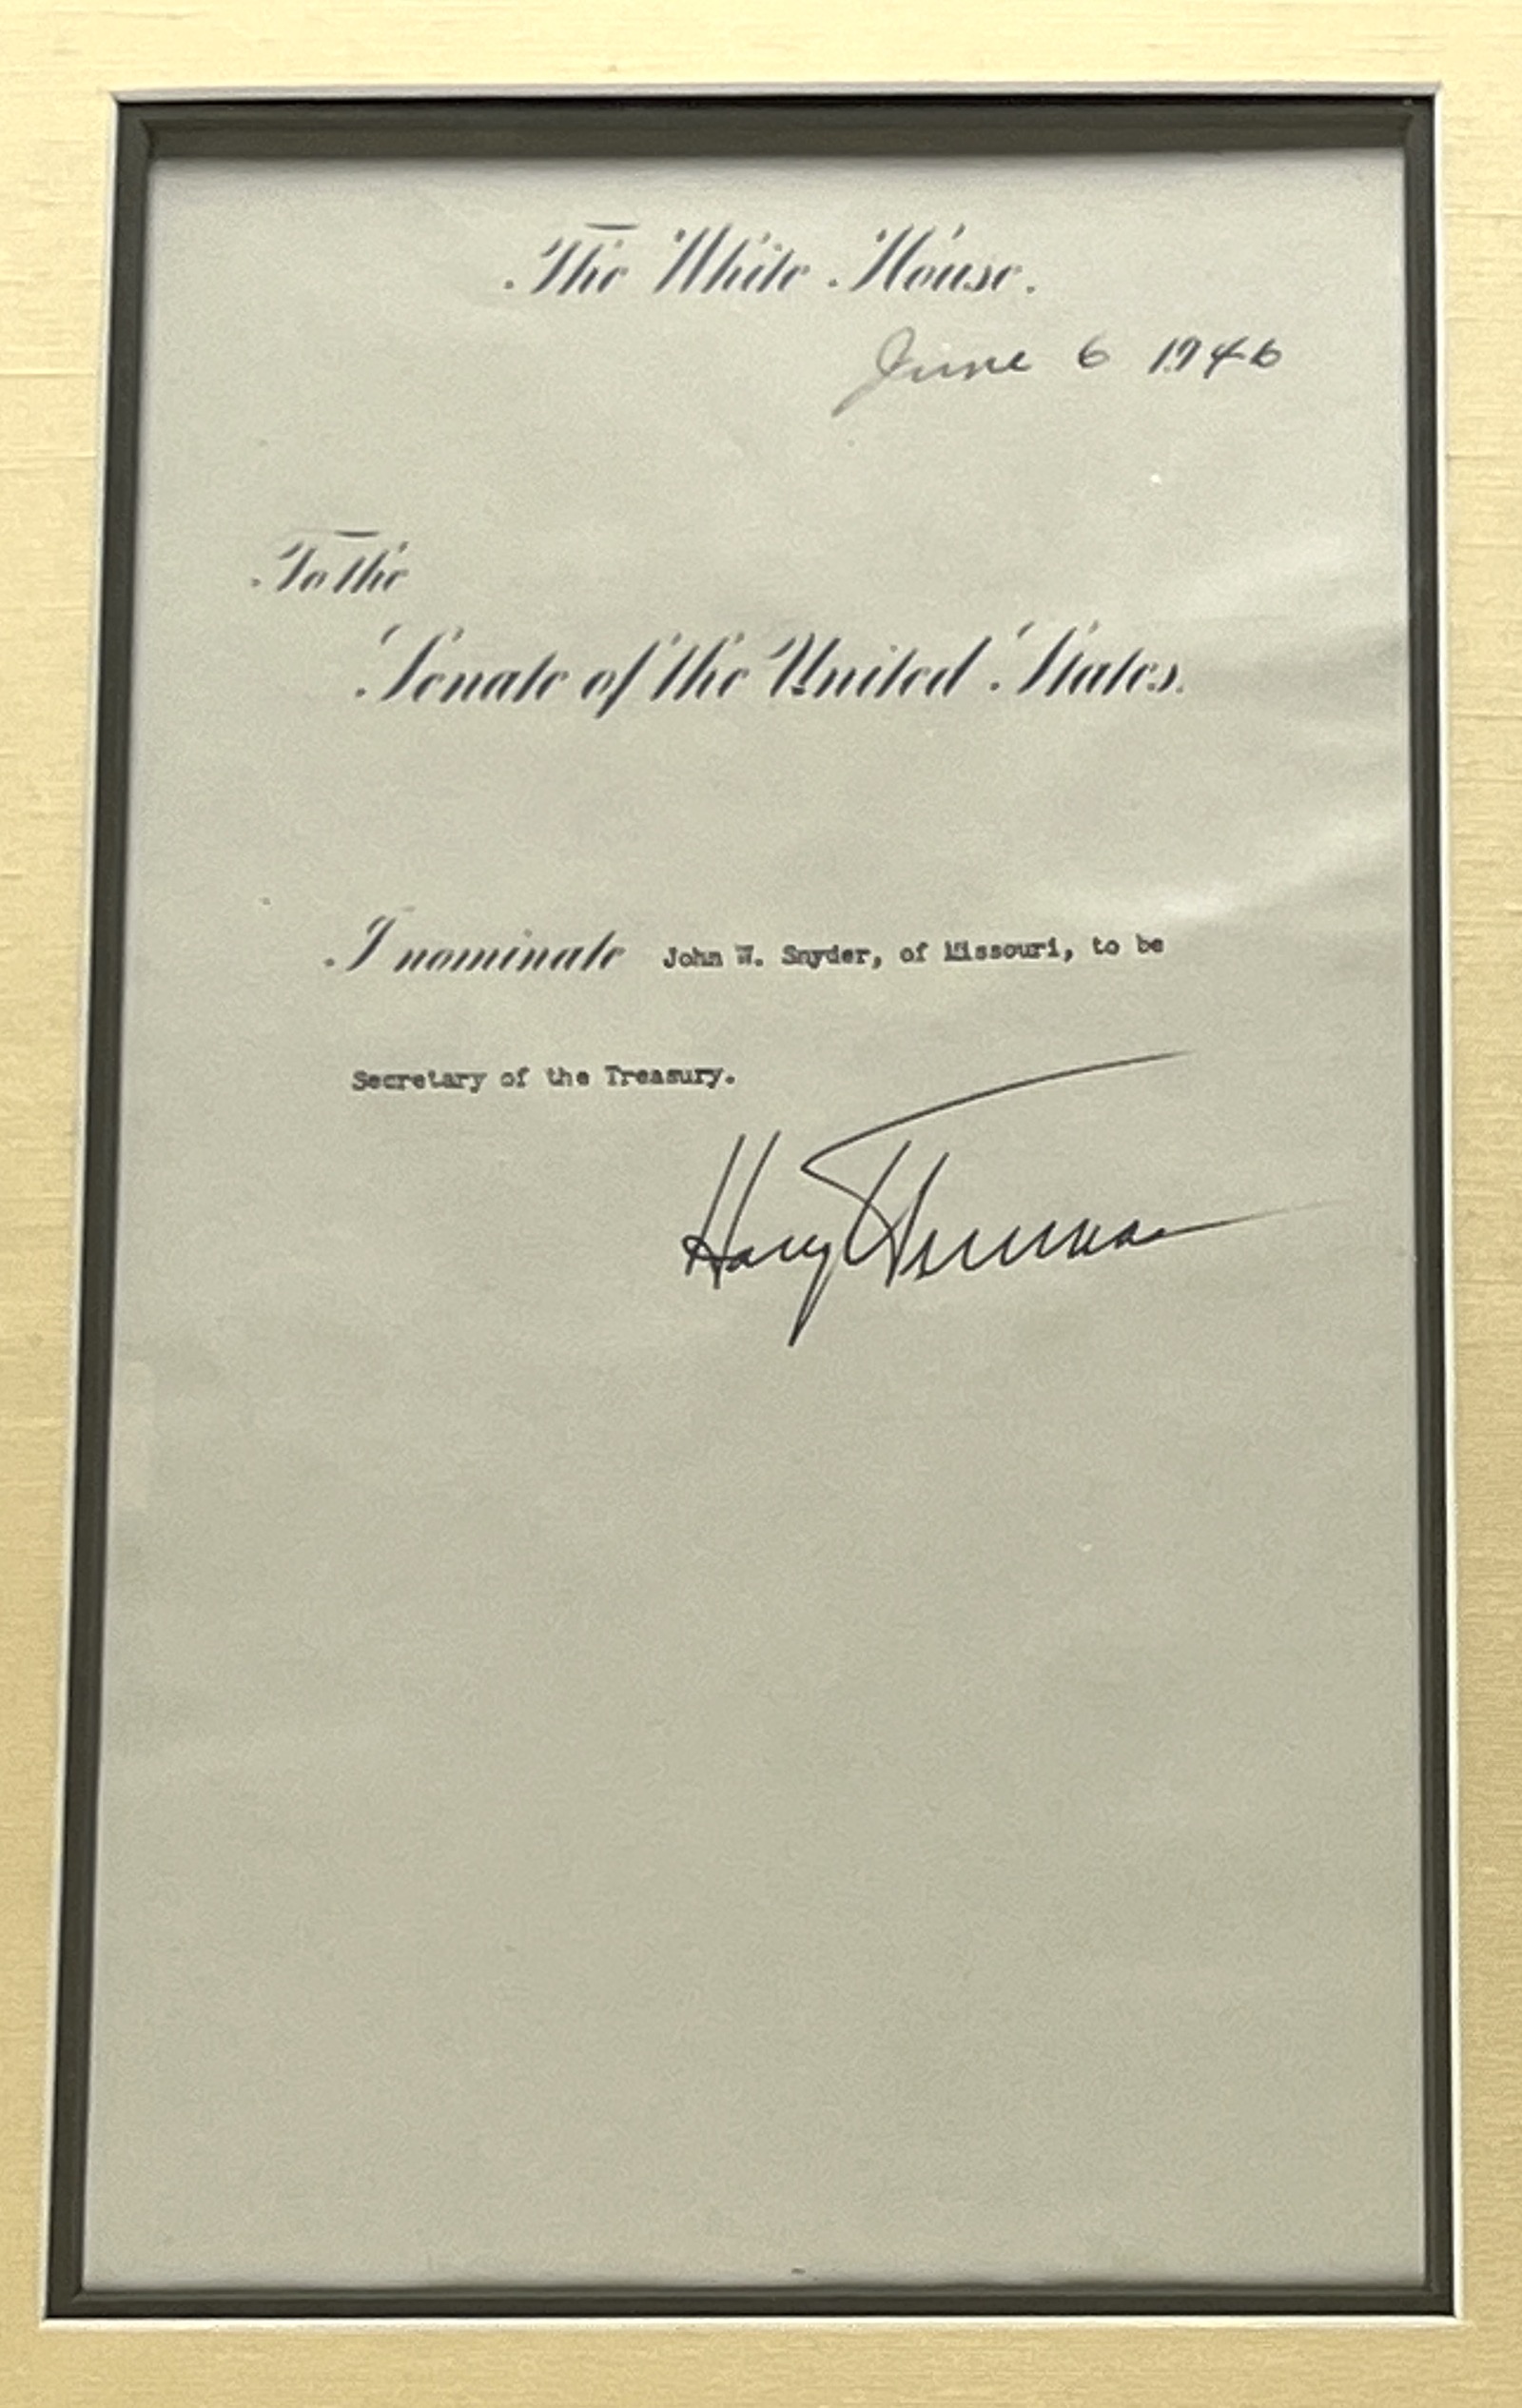 The White House.
June 6 1946
To the
Senate of the United States.
I nominate John W. Snyder, of Missouri, to be
Secretary of the Treasury.
Harry Truman